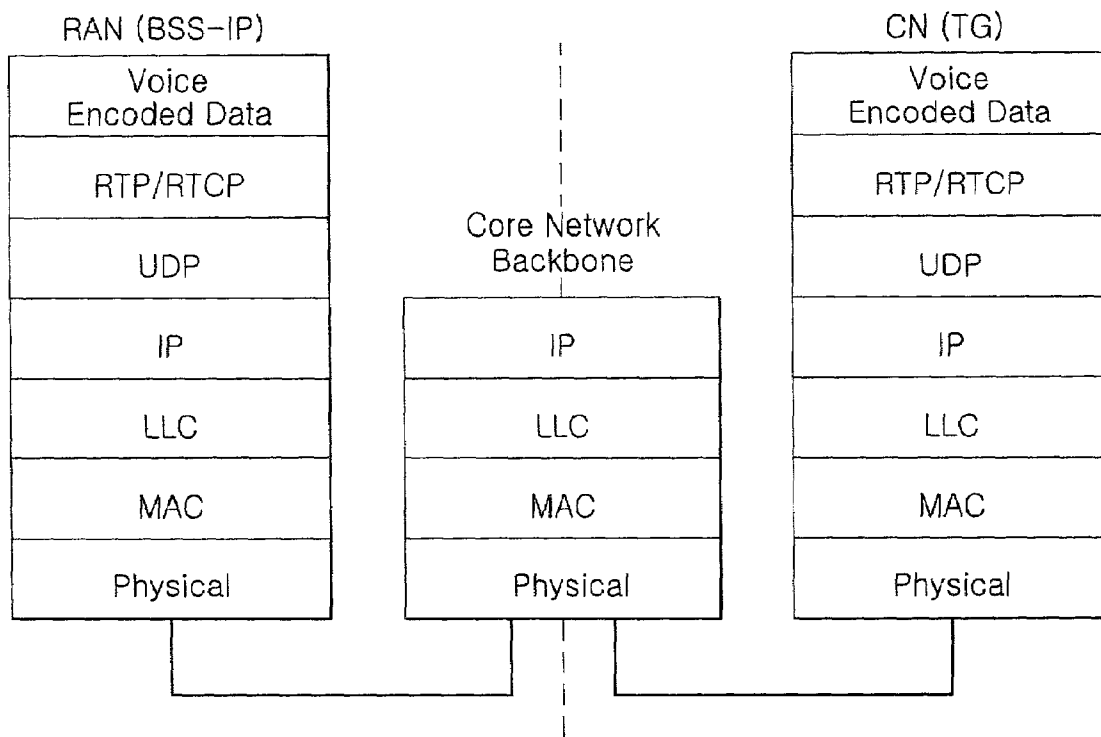 RAN (BSS-IP)
Voice
Encoded Data
RTP/RTCP
UDP
IP
LLC
MAC
Physical
Core Network
Backbone
IP
LLC
MAC
Physical
CN (TG)
Voice
Encoded Data
RTP/RTCP
UDP
IP
LLC
MAC
Physical